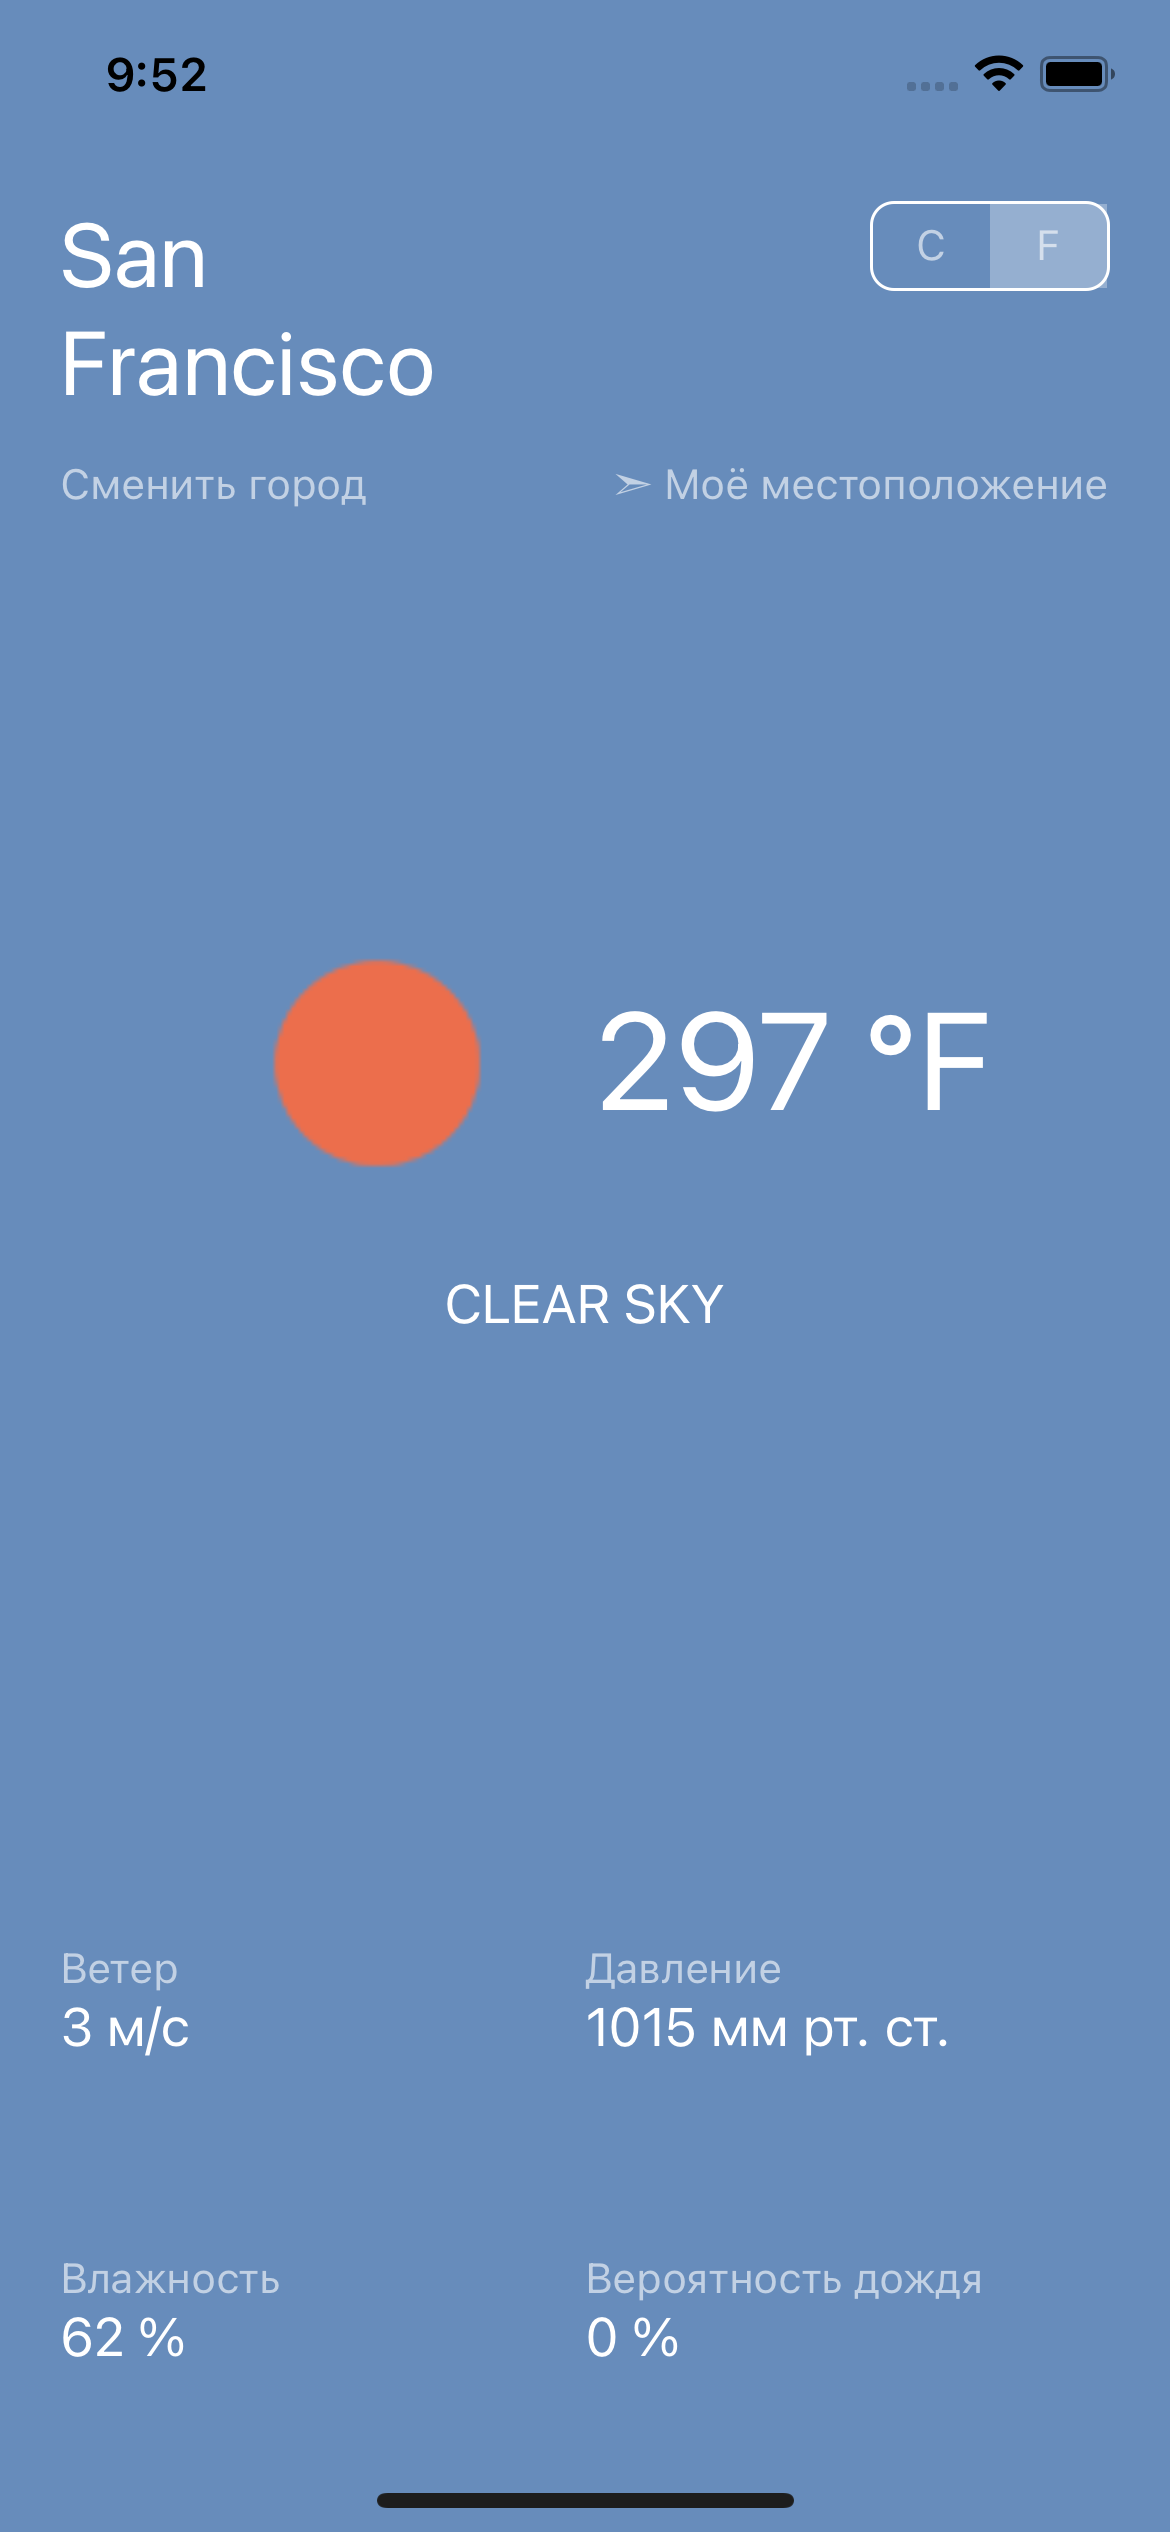 9:52
San
Francisco
C F
Сменить город
➣ Моё местоположение
297 °F
CLEAR SKY
Ветер
3 м/с
Давление
1015 мм рт. ст.
Влажность
62 %
Вероятность дождя
0 %